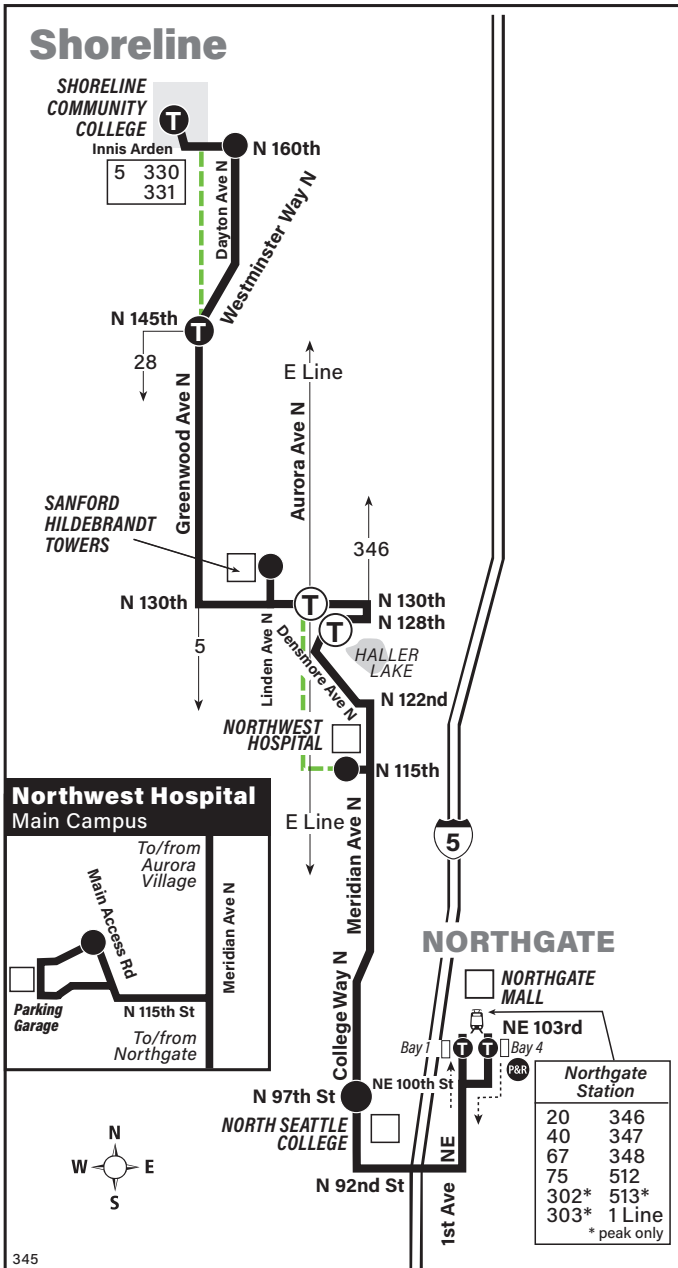 Shoreline
SHORELINE
COMMUNITY
COLLEGE
T
Innis Arden
N 160th
5 330
331
Dayton Ave N
Westminster Way N
N 145th
T
28
E Line
Greenwood Ave N
Aurora Ave N
SANFORD
HILDEBRANDT
TOWERS
346
N 130th
T
N 130th
N 128th
T
5
Linden Ave N
Densmore Ave N
HALLER
LAKE
N 122nd
NORTHWEST
HOSPITAL
N 115th
E Line
Meridian Ave N
5
Northwest Hospital
Main Campus
To/from
Aurora
Village
Main Access Rd
Meridian Ave N
Parking
Garage
N 115th St
To/from
Northgate
NORTHGATE
NORTHGATE
MALL
College Way N
NE 103rd
Bay 1
T
T
Bay 4
P&R
NE 100th St
N 97th St
NORTH SEATTLE
COLLEGE
N 92nd St
1st Ave NE
Northgate
Station
20 346
40 347
67 348
75 512
302* 513*
303* 1 Line
* peak only
N
W E
S
345